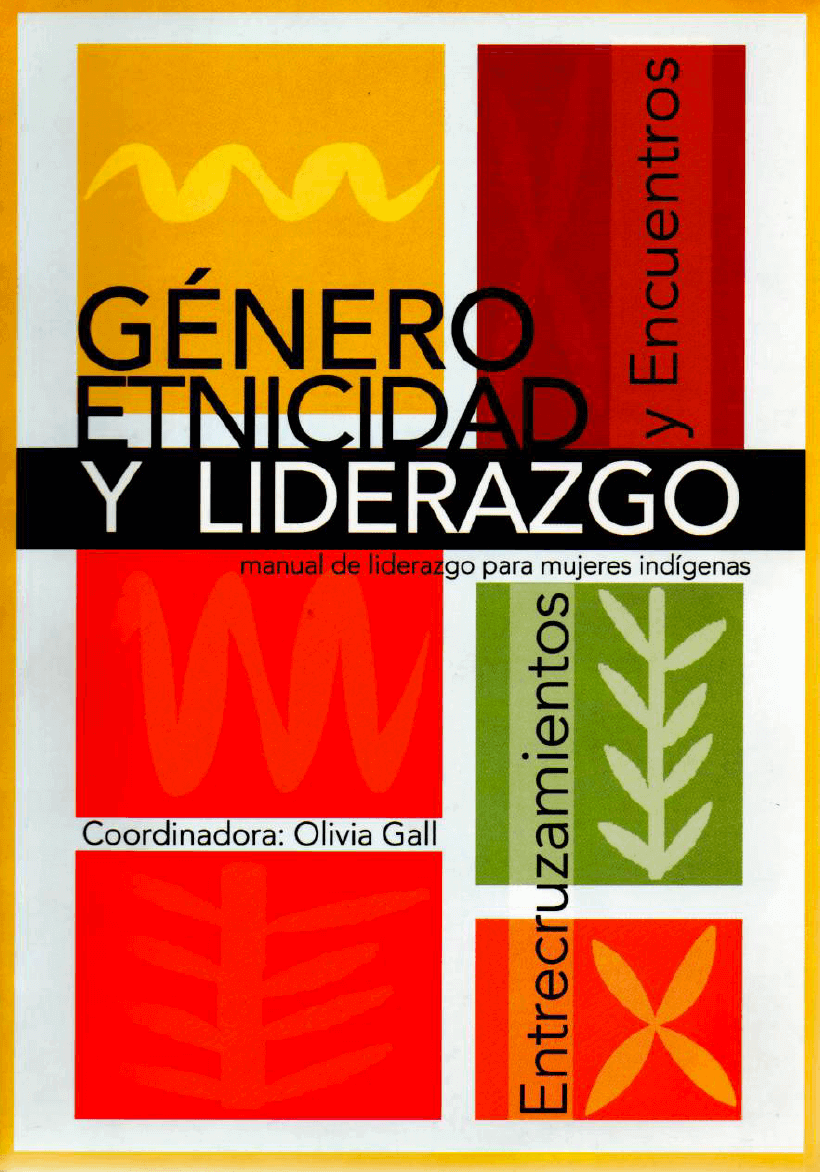 GÉNERO
ETNICIDAD
Y LIDERAZGO
manual de liderazgo para mujeres indígenas
Entrecruzamientos
y Encuentros
Coordinadora: Olivia Gall